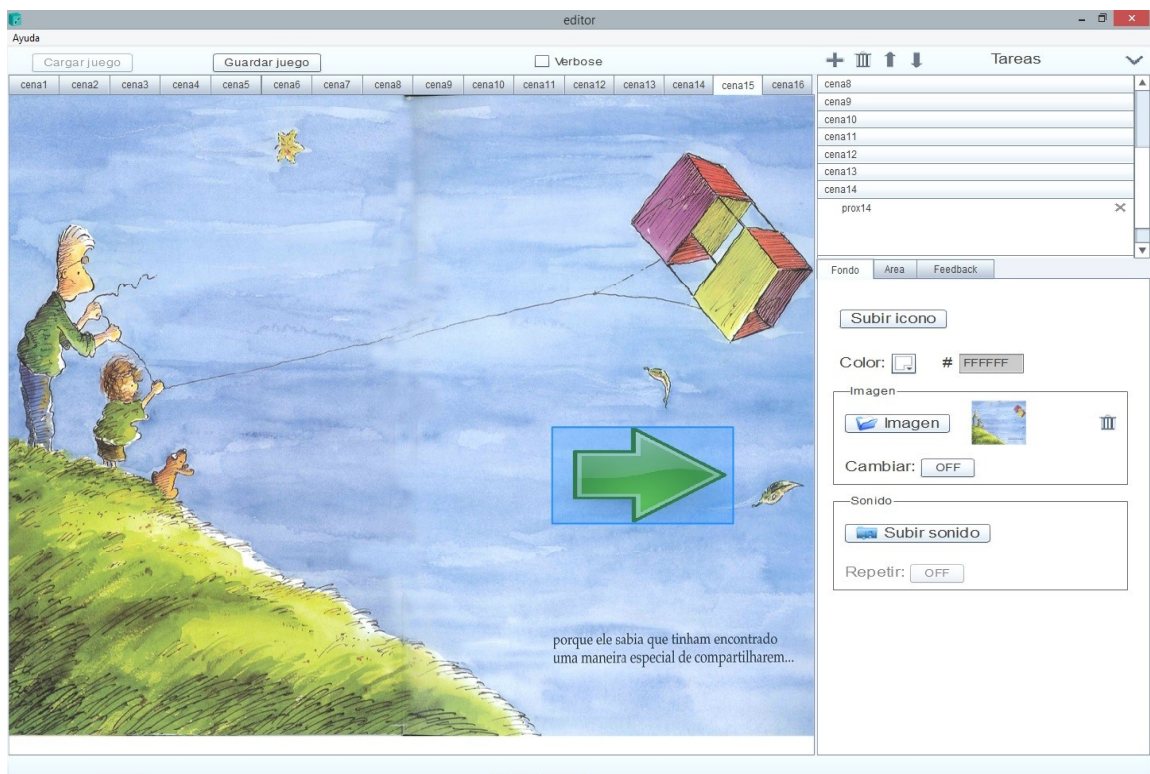 editor
Ayuda
Cargar juego Guardar juego Verbose Tareas
cena1 cena2 cena3 cena4 cena5 cena6 cena7 cena8 cena9 cena10 cena11 cena12 cena13 cena14 cena15 cena16
cena8
cena9
cena10
cena11
cena12
cena13
cena14
prox14
Fondo Area Feedback
Subir icono
Color: # FFFFFF
Imagen
Imagen
Cambiar: OFF
Sonido
Subir sonido
Repetir: OFF
porque ele sabia que tinham encontrado
uma maneira especial de compartilharem...